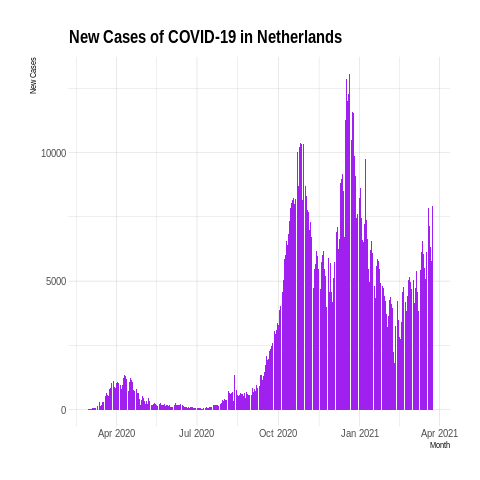 New Cases of COVID-19 in Netherlands
New Cases
10000
5000
0
Apr 2020 Jul 2020 Oct 2020 Jan 2021 Apr 2021
Month